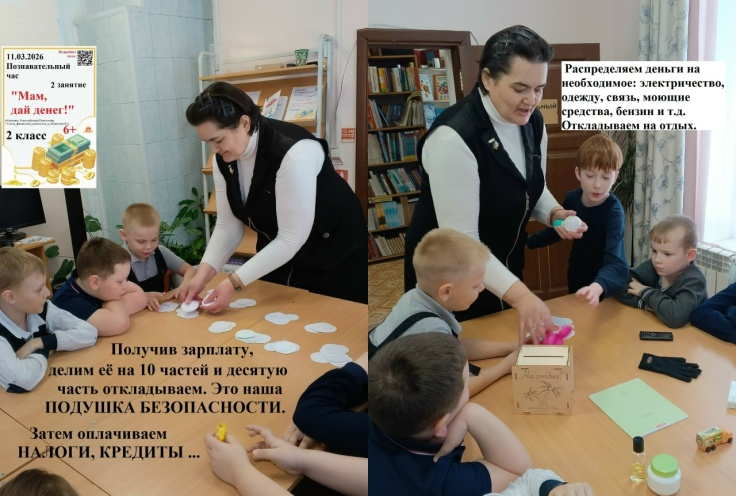 11.03.2026
Познавательный
час
2 занятие
"Мам,
дай денег!"
2 класс
6+
Получив зарплату,
делим её на 10 частей и десятую
часть откладываем. Это наша
ПОДУШКА БЕЗОПАСНОСТИ.
Затем оплачиваем
НАЛОГИ, КРЕДИТЫ ...
Распределяем деньги на
необходимое: электричество,
одежду, связь, моющие
средства, бензин и т.д.
Откладываем на отдых.